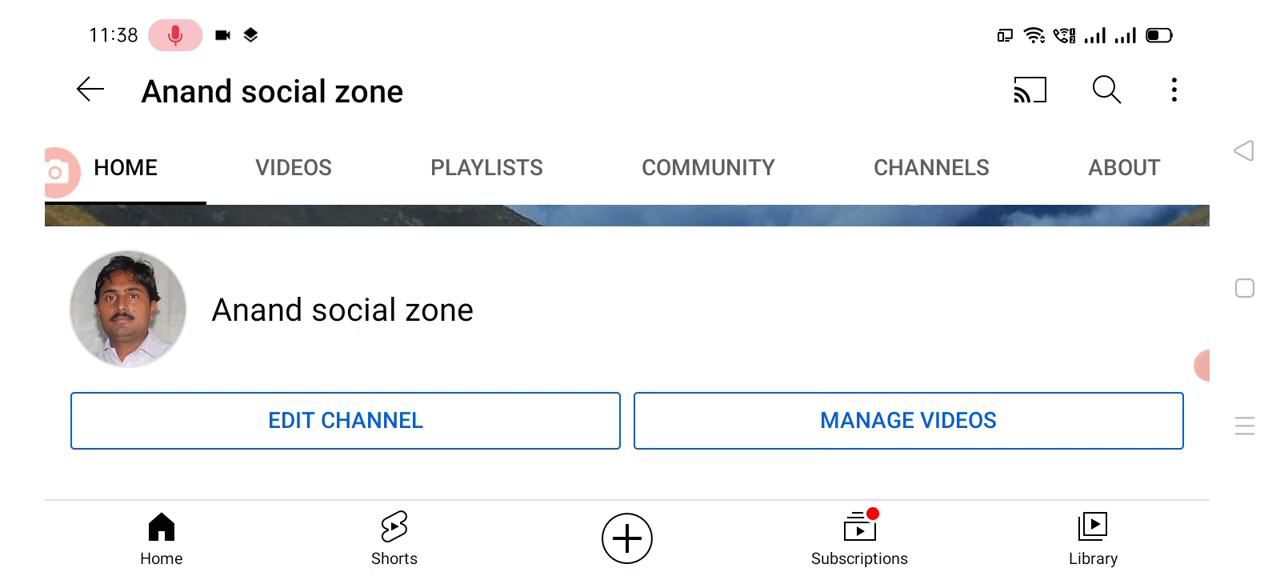 11:38
Anand social zone
HOME VIDEOS PLAYLISTS COMMUNITY CHANNELS ABOUT
Anand social zone
EDIT CHANNEL MANAGE VIDEOS
Home Shorts Subscriptions Library